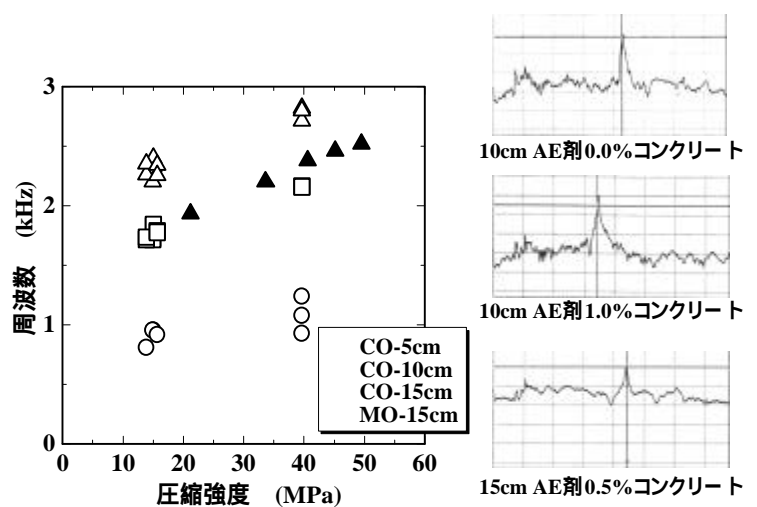 3
2
1
0
周波数 (kHz)
0 10 20 30 40 50 60
圧縮強度 (MPa)
CO-5cm
CO-10cm
CO-15cm
MO-15cm
10cm AE剤0.0%コンクリート
10cm AE剤1.0%コンクリート
15cm AE剤0.5%コンクリート